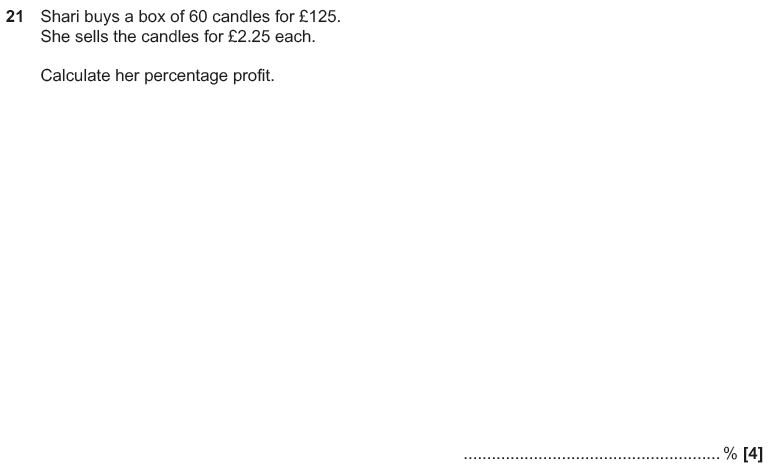 21 Shari buys a box of 60 candles for £125.
She sells the candles for £2.25 each.
Calculate her percentage profit.
....................................................... % [4]